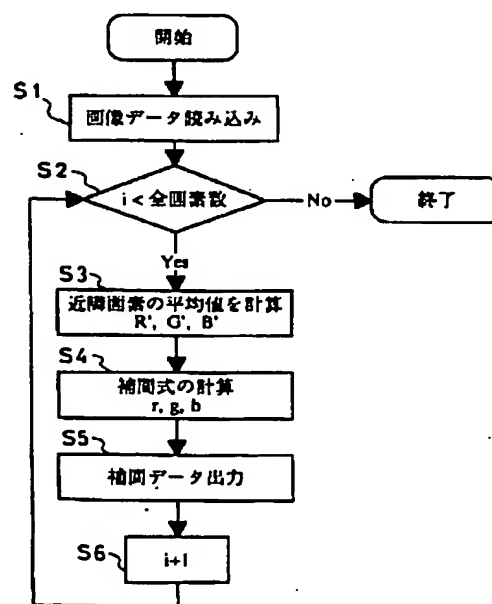 開始
S1
画像データ読み込み
S2
i < 全画素数
No
終了
Yes
S3
近隣画素の平均値を計算
R', G', B'
S4
補間式の計算
r, g, b
S5
補間データ出力
S6
i+1